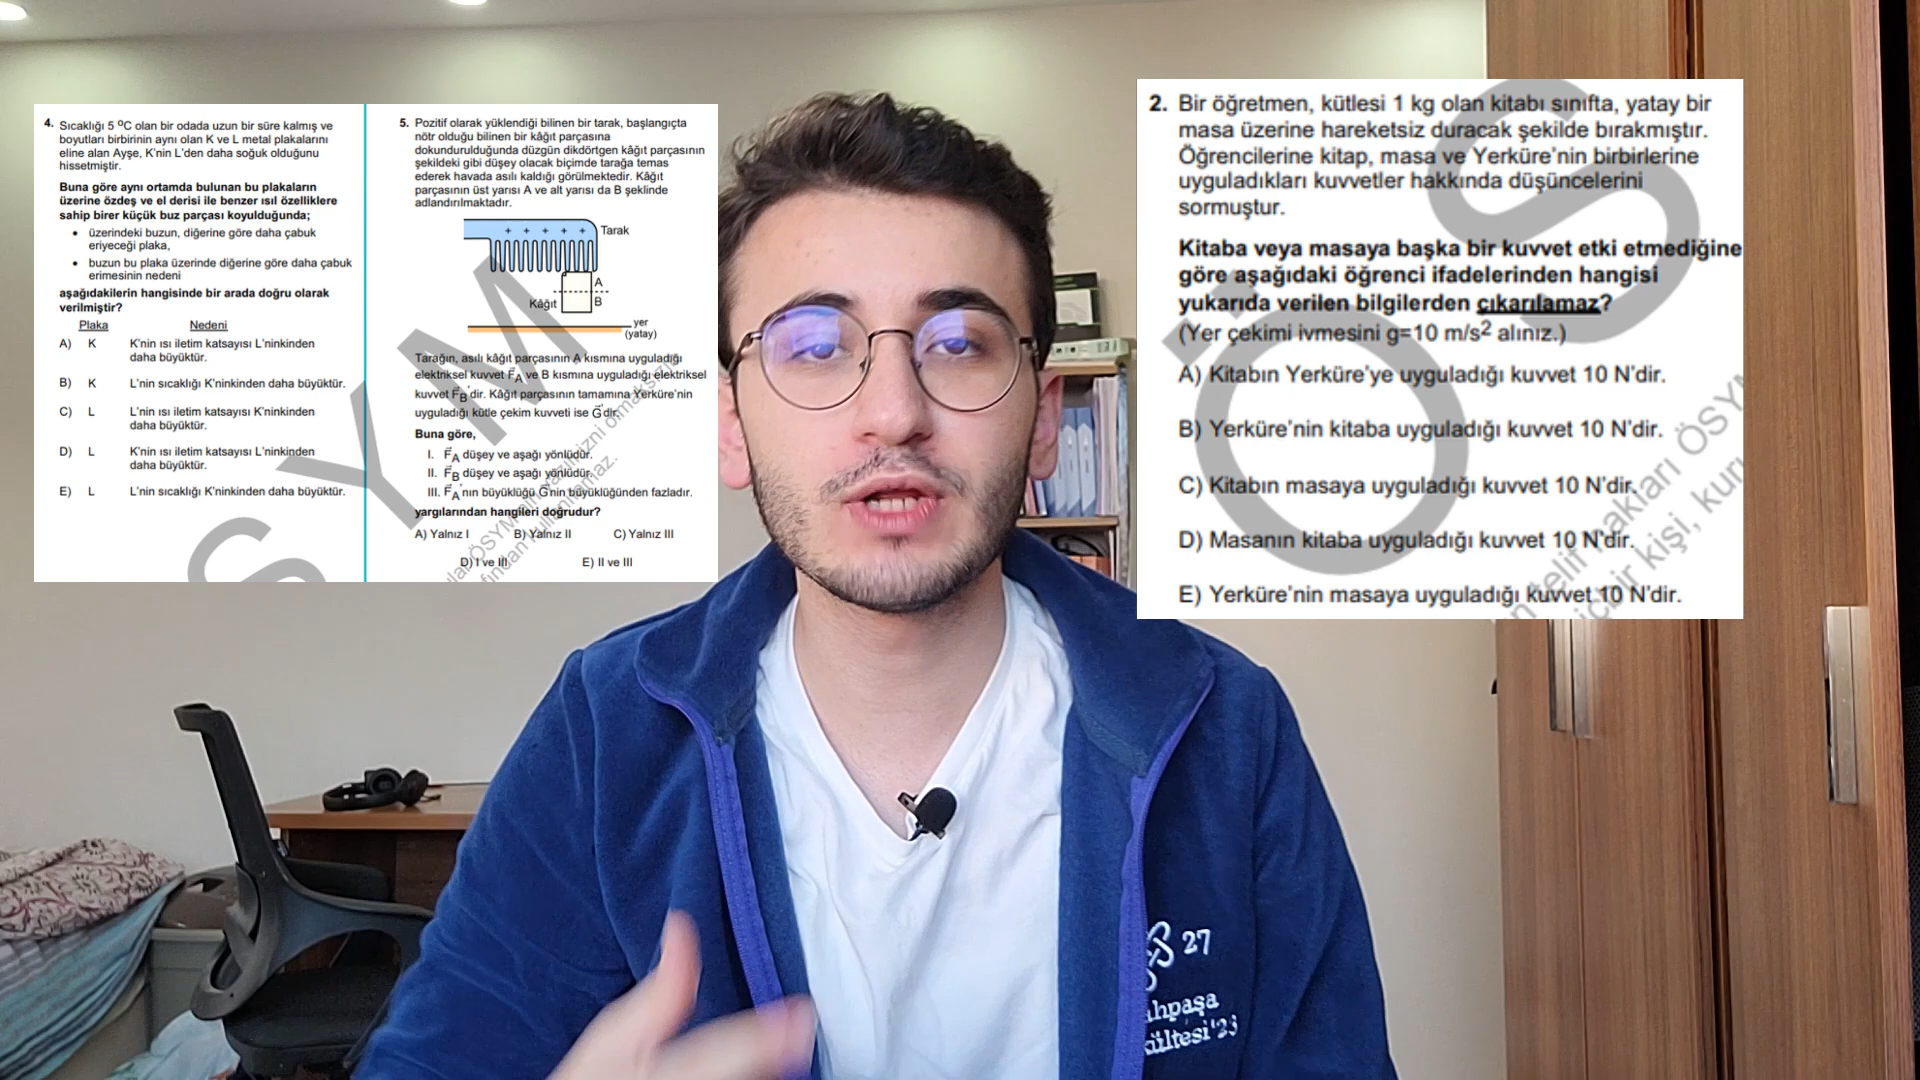 4. Sıcaklığı 5 ºC olan bir odada uzun bir süre kalmış ve
boyutları birbirinin aynı olan K ve L metal plakalarını
eline alan Ayşe, K'nin L'den daha soğuk olduğunu
hissetmiştir.
Buna göre aynı ortamda bulunan bu plakaların
üzerine özdeş ve el derisi ile benzer ısıl özelliklere
sahip birer küçük buz parçası koyulduğunda;
• üzerindeki buzun, diğerine göre daha çabuk
eriyeceği plaka,
• buzun bu plaka üzerinde diğerine göre daha çabuk
erimesinin nedeni
aşağıdakilerin hangisinde bir arada doğru olarak
verilmiştir?
Plaka Nedeni
A) K K'nin ısı iletim katsayısı L'ninkinden
daha büyüktür.
B) K L'nin sıcaklığı K'ninkinden daha büyüktür.
C) L L'nin ısı iletim katsayısı K'ninkinden
daha büyüktür.
D) L K'nin ısı iletim katsayısı L'ninkinden
daha büyüktür.
E) L L'nin sıcaklığı K'ninkinden daha büyüktür.
SYM
5. Pozitif olarak yüklendiği bilinen bir tarak, başlangıçta
nötr olduğu bilinen bir kâğıt parçasına
dokundurulduğunda düzgün dikdörtgen kâğıt parçasının
şekildeki gibi düşey olacak biçimde tarağa temas
ederek havada asılı kaldığı görülmektedir. Kâğıt
parçasının üst yarısı A ve alt yarısı da B şeklinde
adlandırılmaktadır.
+ + + + + Tarak
A
Kâğıt B
yer
(yatay)
Tarağın, asılı kâğıt parçasının A kısmına uyguladığı
elektriksel kuvvet F⃗A ve B kısmına uyguladığı elektriksel
kuvvet F⃗B'dir. Kâğıt parçasının tamamına Yerküre'nin
uyguladığı kütle çekim kuvveti ise G⃗'dir.
Buna göre,
I. F⃗A düşey ve aşağı yönlüdür.
II. F⃗B düşey ve aşağı yönlüdür.
III. F⃗A'nın büyüklüğü G⃗'nin büyüklüğünden fazladır.
yargılarından hangileri doğrudur?
A) Yalnız I B) Yalnız II C) Yalnız III
D) I ve III E) II ve III
2. Bir öğretmen, kütlesi 1 kg olan kitabı sınıfta, yatay bir
masa üzerine hareketsiz duracak şekilde bırakmıştır.
Öğrencilerine kitap, masa ve Yerküre'nin birbirlerine
uyguladıkları kuvvetler hakkında düşüncelerini
sormuştur.
Kitaba veya masaya başka bir kuvvet etki etmediğine
göre aşağıdaki öğrenci ifadelerinden hangisi
yukarıda verilen bilgilerden çıkarılamaz?
(Yer çekimi ivmesini g=10 m/s² alınız.)
A) Kitabın Yerküre'ye uyguladığı kuvvet 10 N'dir.
B) Yerküre'nin kitaba uyguladığı kuvvet 10 N'dir.
C) Kitabın masaya uyguladığı kuvvet 10 N'dir.
D) Masanın kitaba uyguladığı kuvvet 10 N'dir.
E) Yerküre'nin masaya uyguladığı kuvvet 10 N'dir.
ÖS
telif hakları ÖSY
bir kişi, kuru
27
ahpaşa
kültesi'23